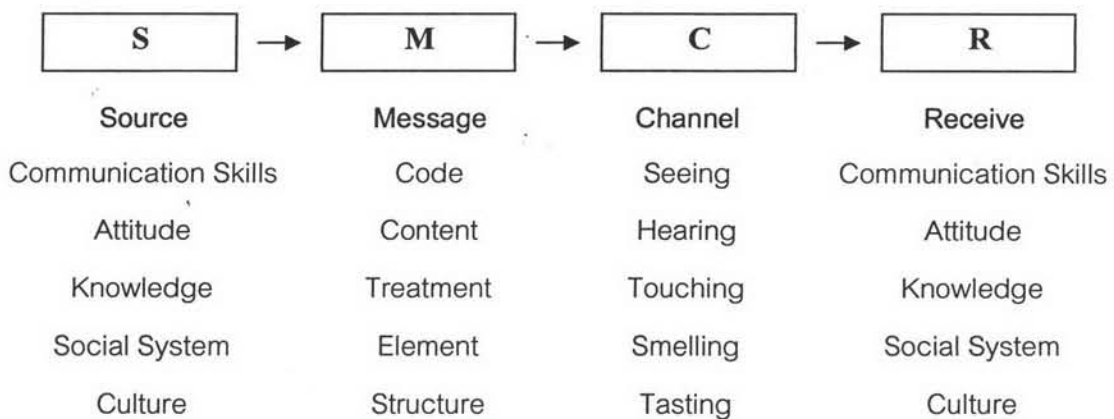 S → M → C → R
Source Message Channel Receive
Communication Skills Code Seeing Communication Skills
Attitude Content Hearing Attitude
Knowledge Treatment Touching Knowledge
Social System Element Smelling Social System
Culture Structure Tasting Culture